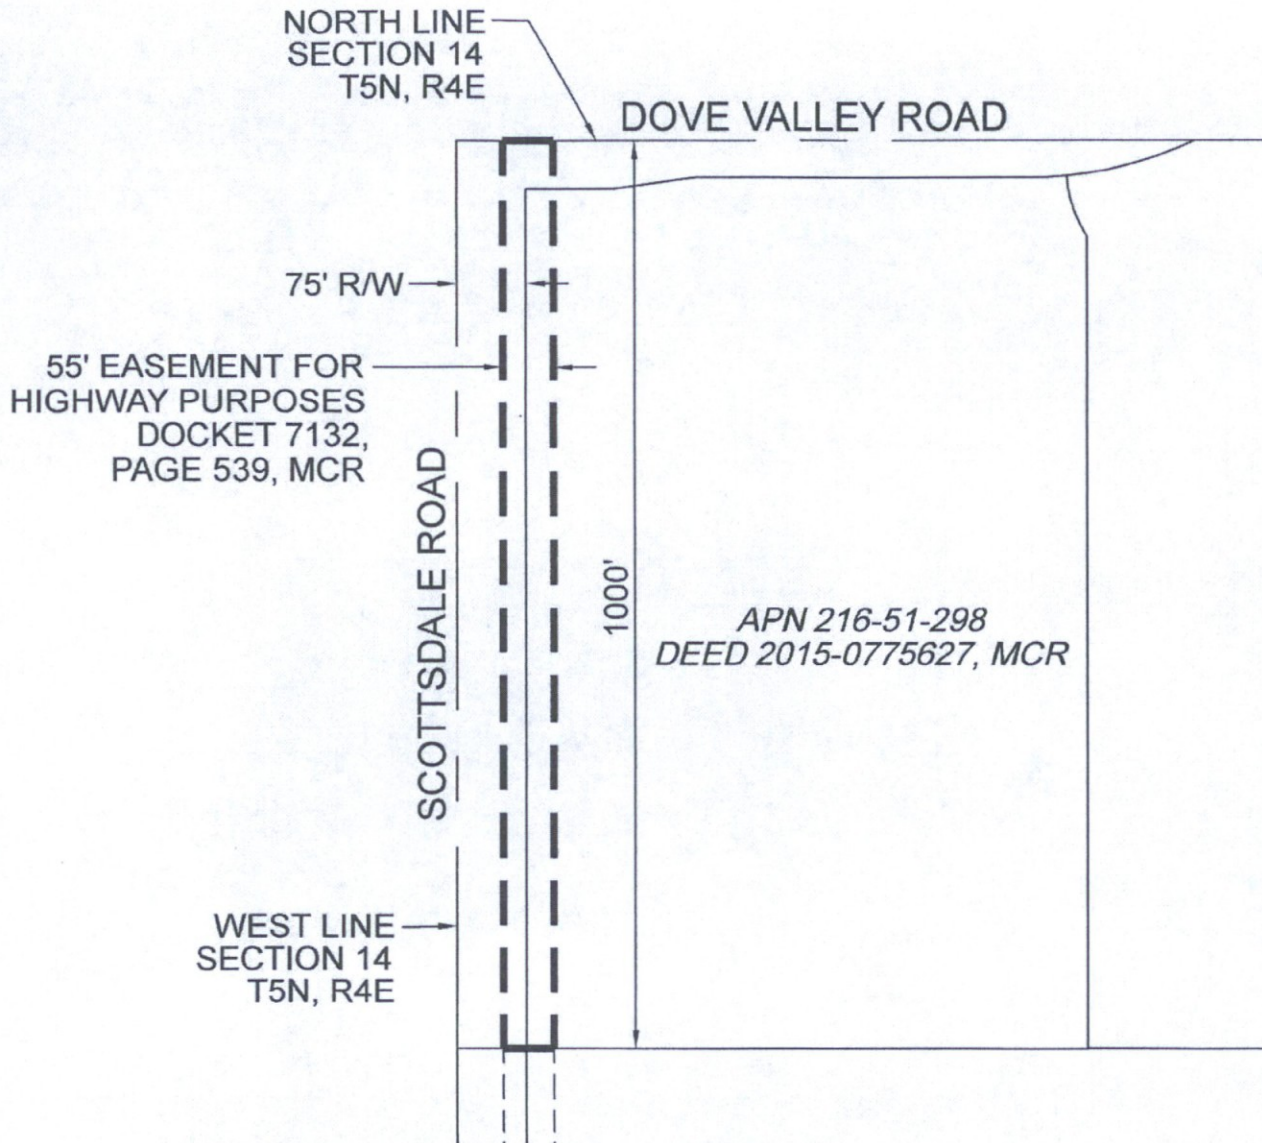 NORTH LINE
SECTION 14
T5N, R4E
DOVE VALLEY ROAD
75' R/W
55' EASEMENT FOR
HIGHWAY PURPOSES
DOCKET 7132,
PAGE 539, MCR
SCOTTSDALE ROAD
1000'
APN 216-51-298
DEED 2015-0775627, MCR
WEST LINE
SECTION 14
T5N, R4E